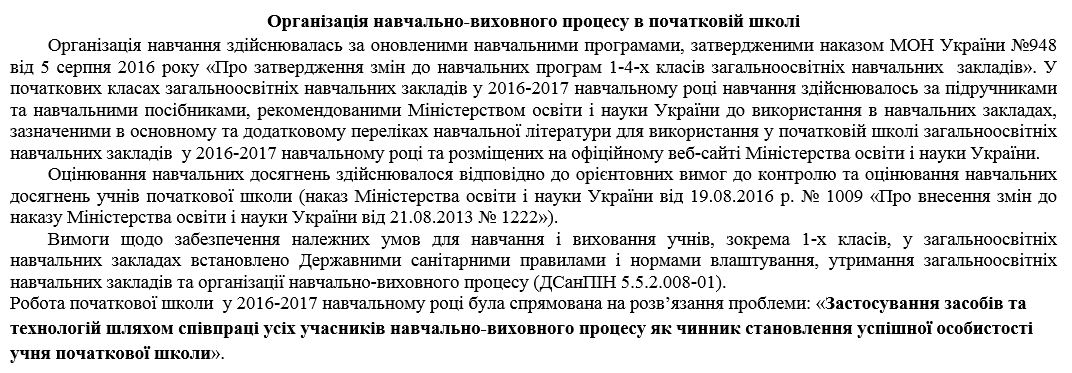 Організація навчально-виховного процесу в початковій школі
Організація навчання здійснювалась за оновленими навчальними програмами, затвердженими наказом МОН України №948
від 5 серпня 2016 року «Про затвердження змін до навчальних програм 1-4-х класів загальноосвітніх навчальних закладів». У
початкових класах загальноосвітніх навчальних закладів у 2016-2017 навчальному році навчання здійснювалось за підручниками
та навчальними посібниками, рекомендованими Міністерством освіти і науки України до використання в навчальних закладах,
зазначеними в основному та додатковому переліках навчальної літератури для використання у початковій школі загальноосвітніх
навчальних закладів у 2016-2017 навчальному році та розміщених на офіційному веб-сайті Міністерства освіти і науки України.
Оцінювання навчальних досягнень здійснювалося відповідно до орієнтовних вимог до контролю та оцінювання навчальних
досягнень учнів початкової школи (наказ Міністерства освіти і науки України від 19.08.2016 р. № 1009 «Про внесення змін до
наказу Міністерства освіти і науки України від 21.08.2013 № 1222»).
Вимоги щодо забезпечення належних умов для навчання і виховання учнів, зокрема 1-х класів, у загальноосвітніх
навчальних закладах встановлено Державними санітарними правилами і нормами влаштування, утримання загальноосвітніх
навчальних закладів та організації навчально-виховного процесу (ДСанПІН 5.5.2.008-01).
Робота початкової школи у 2016-2017 навчальному році була спрямована на розв’язання проблеми: «Застосування засобів та
технологій шляхом співпраці усіх учасників навчально-виховного процесу як чинник становлення успішної особистості
учня початкової школи».